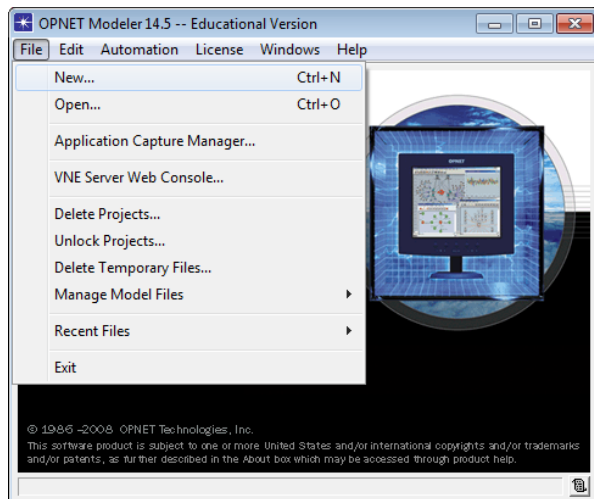 OPNET Modeler 14.5 -- Educational Version
File Edit Automation License Windows Help
New... Ctrl+N
Open... Ctrl+O
Application Capture Manager...
VNE Server Web Console...
Delete Projects...
Unlock Projects...
Delete Temporary Files...
Manage Model Files
Recent Files
Exit
OPNET
© 1986 -2008 OPNET Technologies, Inc.
This software product is subject to one or more United States and/or international copyrights and/or trademarks
and/or patents, as further described in the About box which may be accessed through product help.